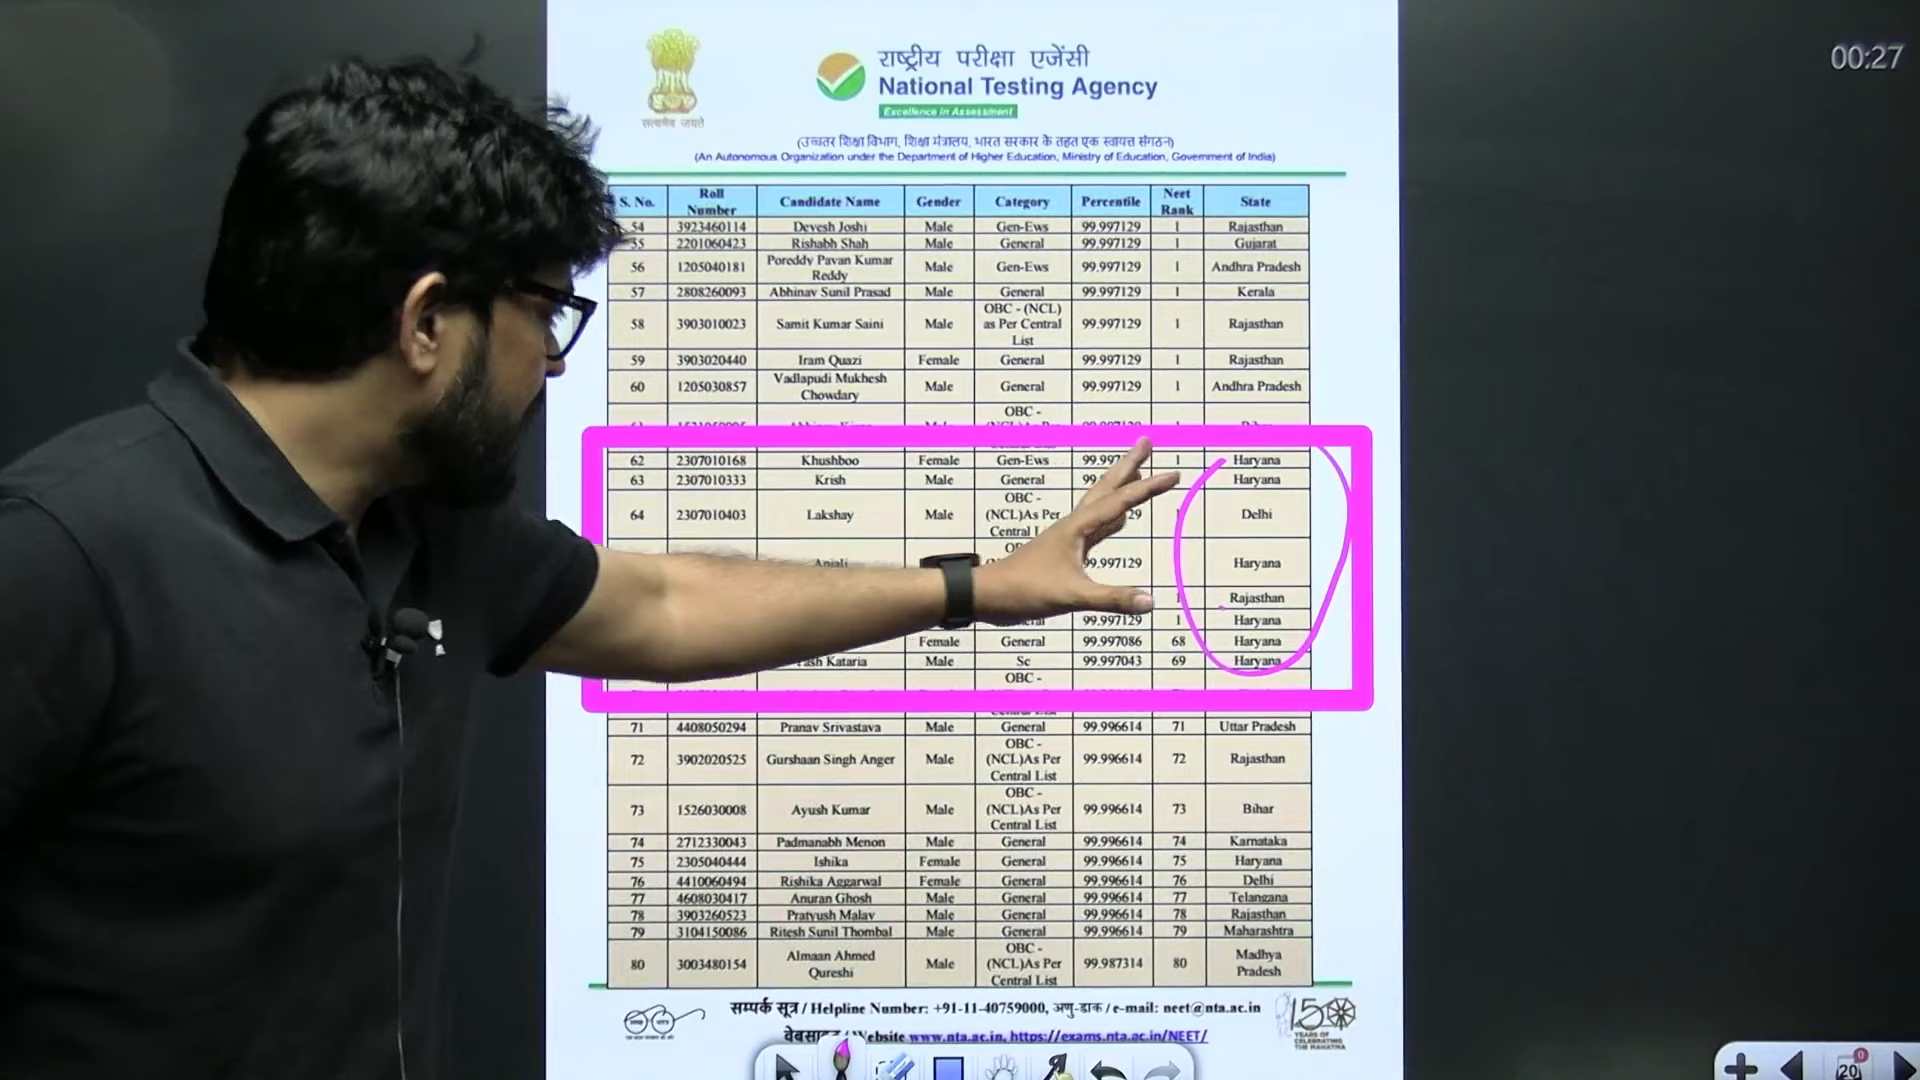 00:27
सत्यमेव जयते
राष्ट्रीय परीक्षा एजेंसी
National Testing Agency
Excellence in Assessment
(उच्चतर शिक्षा विभाग, शिक्षा मंत्रालय, भारत सरकार के तहत एक स्वायत्त संगठन)
(An Autonomous Organization under the Department of Higher Education, Ministry of Education, Government of India)
S. No. Roll Number Candidate Name Gender Category Percentile Neet Rank State
54 3923460114 Devesh Joshi Male Gen-Ews 99.997129 1 Rajasthan
55 2201060423 Rishabh Shah Male General 99.997129 1 Gujarat
56 1205040181 Poreddy Pavan Kumar Reddy Male Gen-Ews 99.997129 1 Andhra Pradesh
57 2808260093 Abhinav Sunil Prasad Male General 99.997129 1 Kerala
58 3903010023 Samit Kumar Saini Male OBC - (NCL) as Per Central List 99.997129 1 Rajasthan
59 3903020440 Iram Quazi Female General 99.997129 1 Rajasthan
60 1205030857 Vadlapudi Mukhesh Chowdary Male General 99.997129 1 Andhra Pradesh
OBC -
62 2307010168 Khushboo Female Gen-Ews 1 Haryana
63 2307010333 Krish Male General Haryana
64 2307010403 Lakshay Male OBC - (NCL)As Per Central Delhi
Anjali 99.997129 Haryana
Rajasthan
99.997129 1 Haryana
Female General 99.997086 68 Haryana
Kataria Male Sc 99.997043 69 Haryana
OBC -
71 4408050294 Pranav Srivastava Male General 99.996614 71 Uttar Pradesh
72 3902020525 Gurshaan Singh Anger Male OBC - (NCL)As Per Central List 99.996614 72 Rajasthan
73 1526030008 Ayush Kumar Male OBC - (NCL)As Per Central List 99.996614 73 Bihar
74 2712330043 Padmanabh Menon Male General 99.996614 74 Karnataka
75 2305040444 Ishika Female General 99.996614 75 Haryana
76 4410060494 Rishika Aggarwal Female General 99.996614 76 Delhi
77 4608030417 Anuran Ghosh Male General 99.996614 77 Telangana
78 3903260523 Pratyush Malav Male General 99.996614 78 Rajasthan
79 3104150086 Ritesh Sunil Thombal Male General 99.996614 79 Maharashtra
80 3003480154 Almaan Ahmed Qureshi Male OBC - (NCL)As Per Central List 99.987314 80 Madhya Pradesh
सम्पर्क सूत्र / Helpline Number: +91-11-40759000, अणु-डाक / e-mail: neet@nta.ac.in
www.nta.ac.in, https://exams.nta.ac.in/NEET/
150
YEARS OF
CELEBRATING
THE MAHATMA
20
0